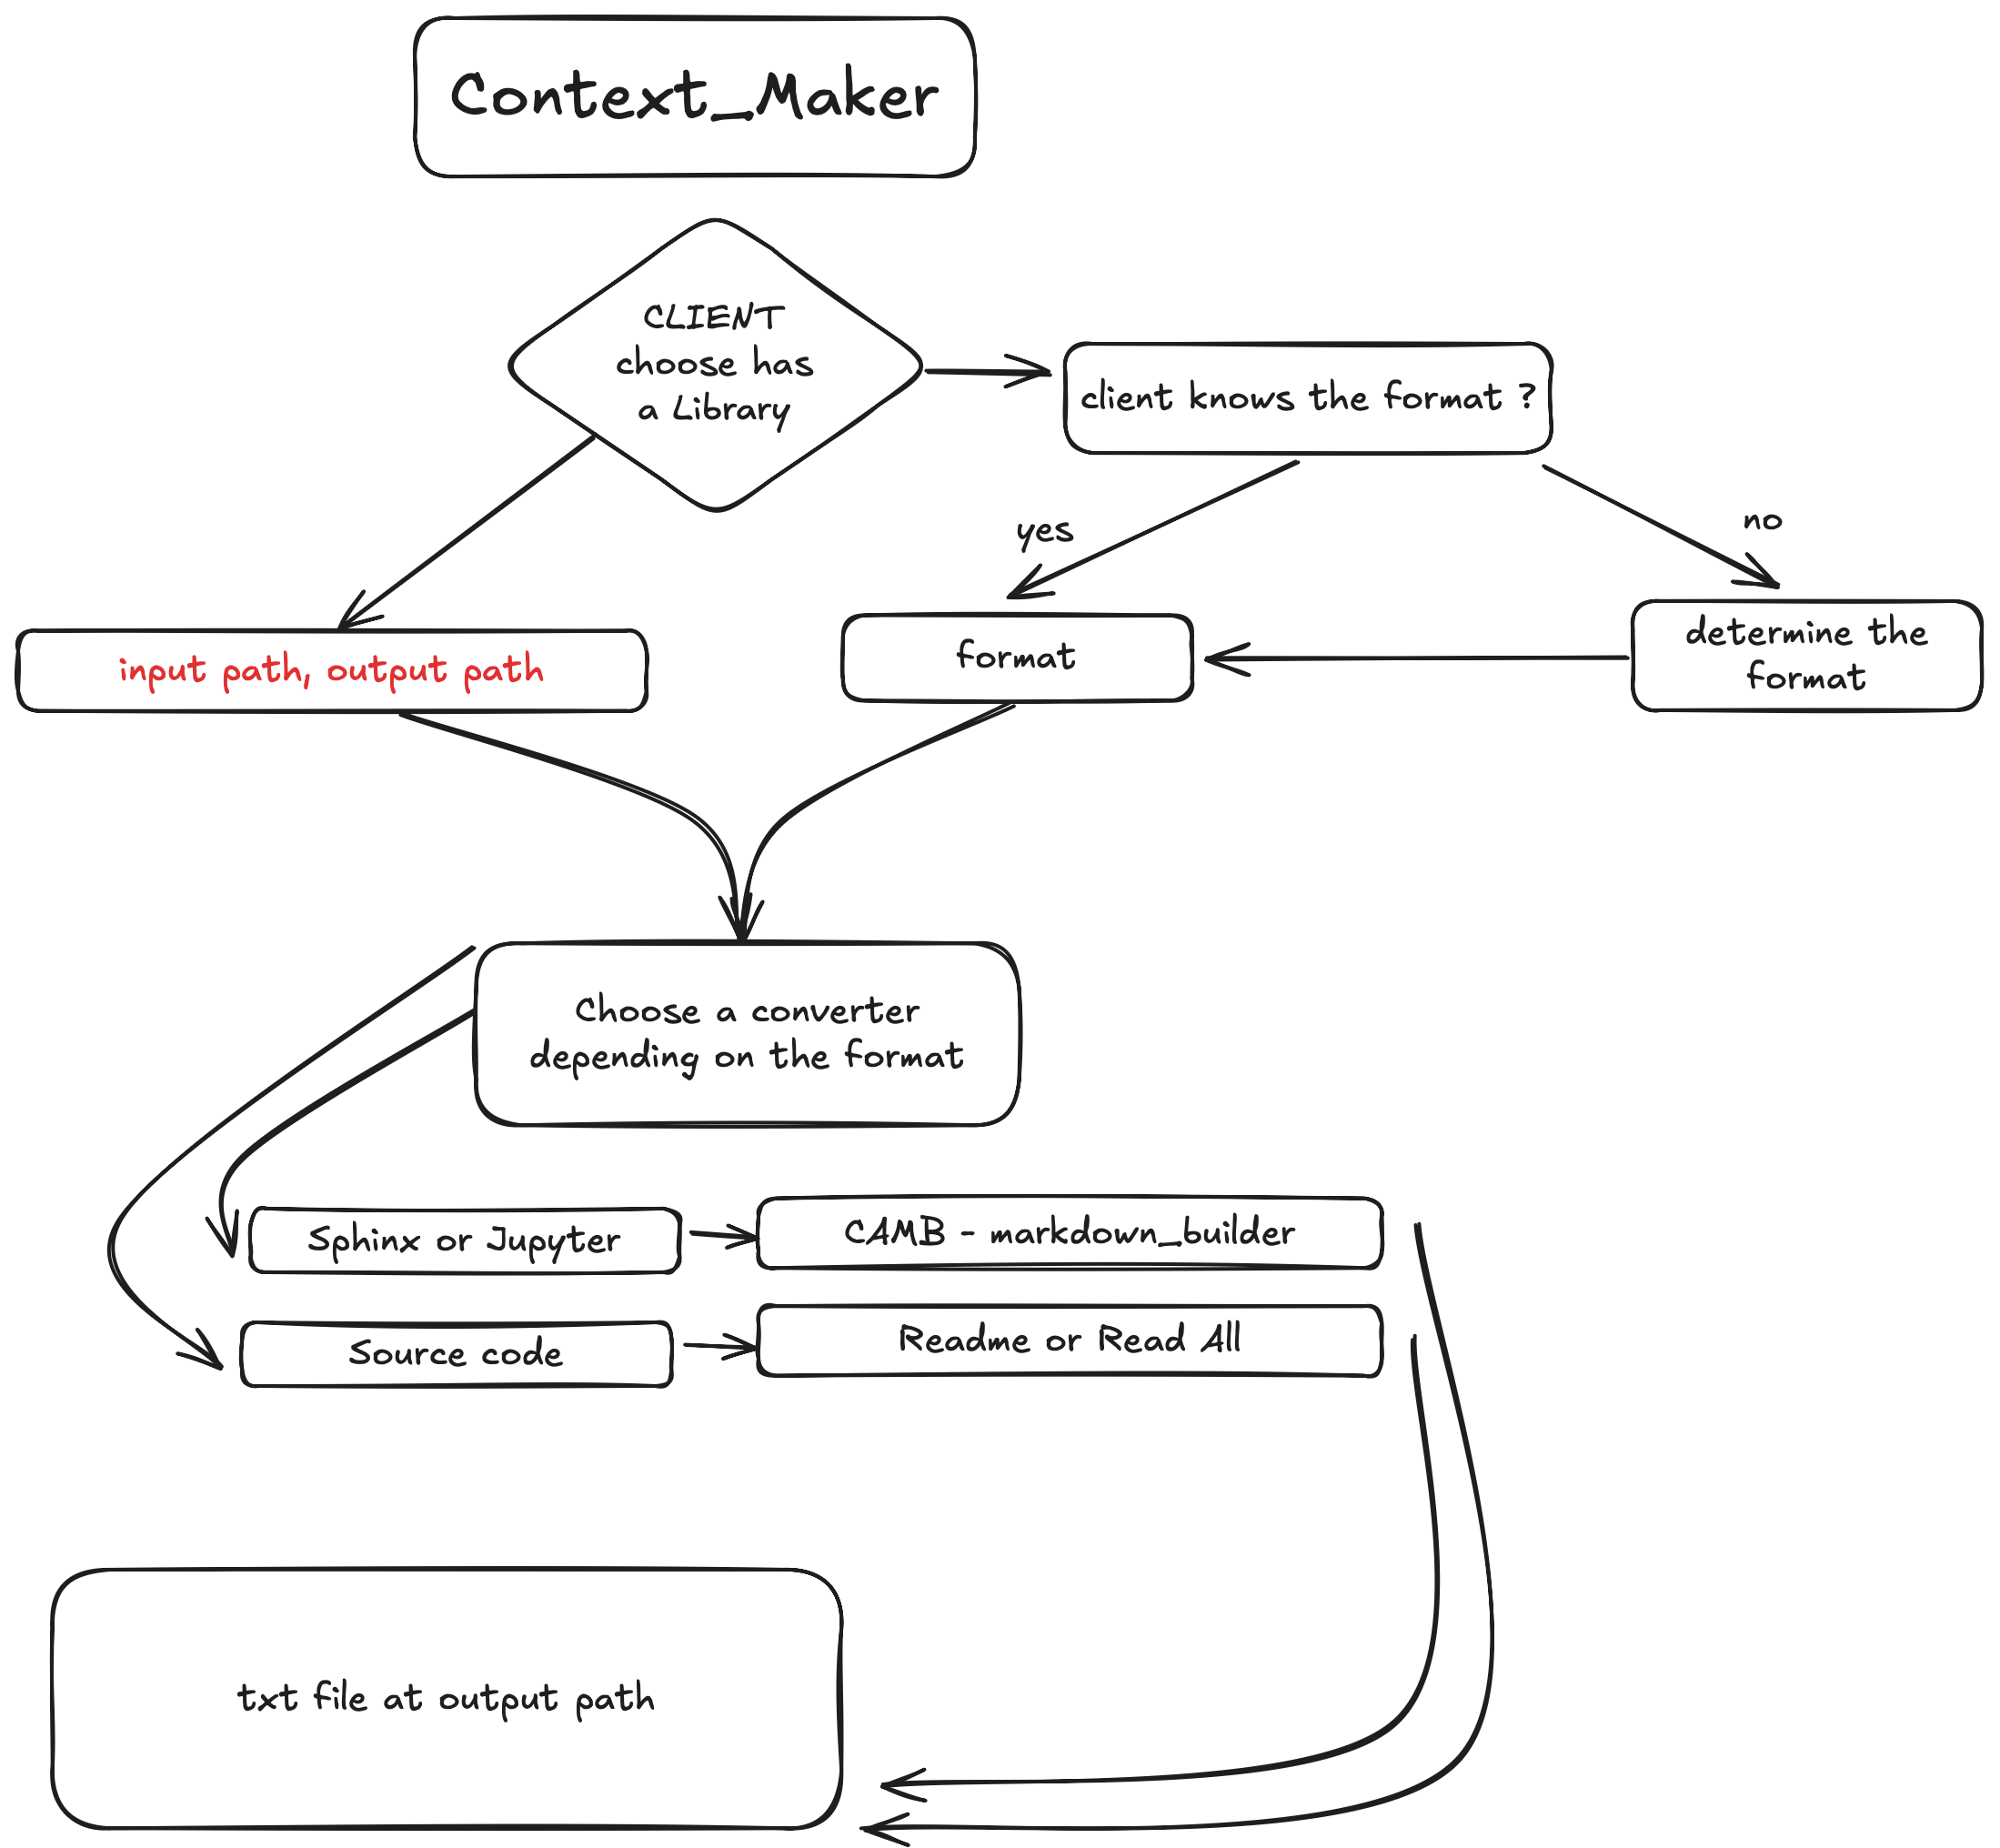 Context_Maker
CLIENT
choose has
a Library
client knows the format ?
yes
no
input path, output path
format
determine the
format
Choose a converter
depending on the format
Sphinx or Jupyter
CAMB - markdown_builder
Source code
Readme or Read All
txt file at output path